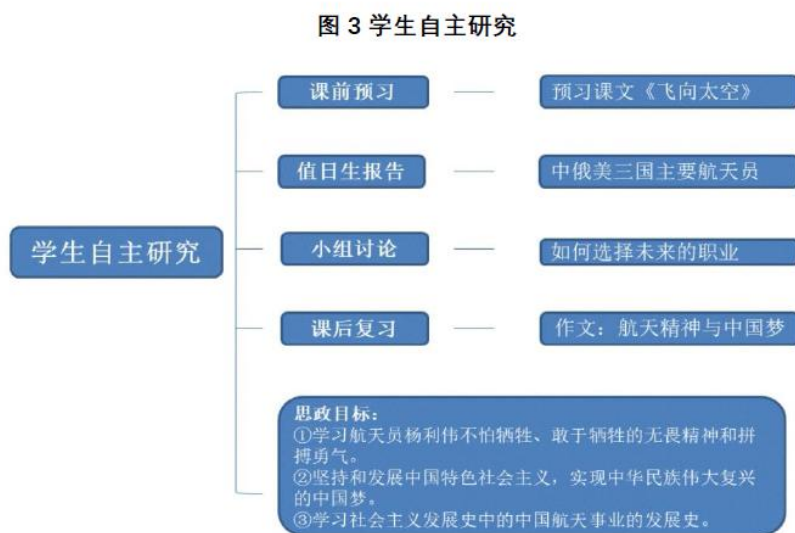 图 3 学生自主研究
课前预习
预习课文《飞向太空》
值日生报告
中俄美三国主要航天员
学生自主研究
小组讨论
如何选择未来的职业
课后复习
作文：航天精神与中国梦
思政目标：
①学习航天员杨利伟不怕牺牲、敢于牺牲的无畏精神和拼
搏勇气。
②坚持和发展中国特色社会主义，实现中华民族伟大复兴
的中国梦。
③学习社会主义发展史中的中国航天事业的发展史。